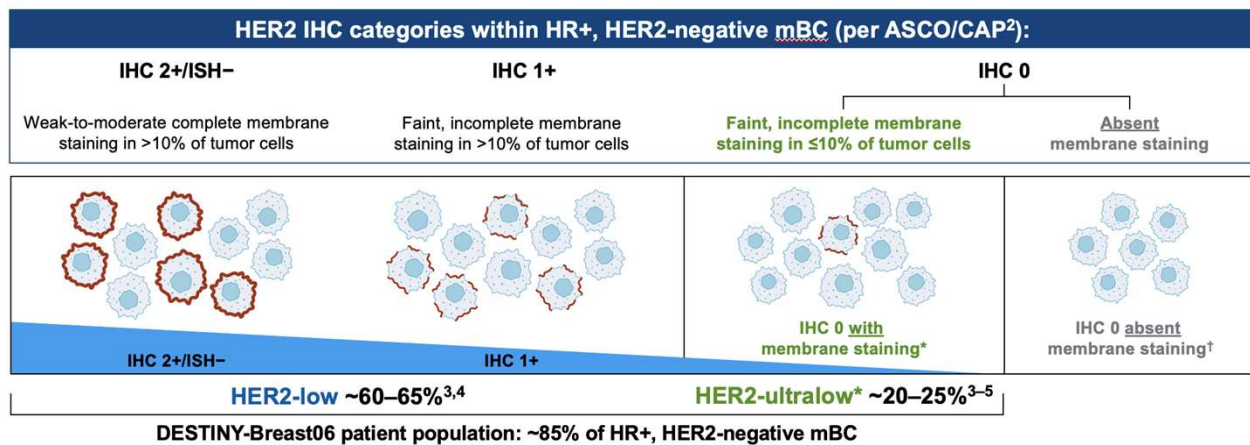 HER2 IHC categories within HR+, HER2-negative mBC (per ASCO/CAP²):
IHC 2+/ISH−
Weak-to-moderate complete membrane
staining in >10% of tumor cells
IHC 1+
Faint, incomplete membrane
staining in >10% of tumor cells
IHC 0
Faint, incomplete membrane
staining in ≤10% of tumor cells
Absent
membrane staining
IHC 2+/ISH−
IHC 1+
IHC 0 with
membrane staining*
IHC 0 absent
membrane staining†
HER2-low ~60–65%³,⁴
HER2-ultralow* ~20–25%³–⁵
DESTINY-Breast06 patient population: ~85% of HR+, HER2-negative mBC